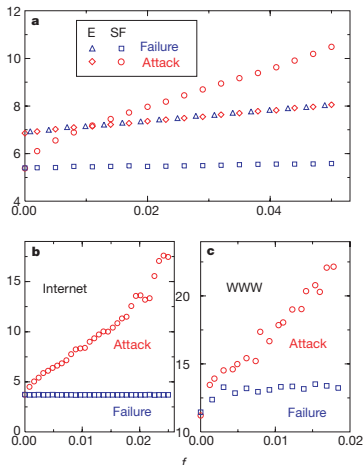 12
a
E SF
Failure
Attack
10
8
6
4
0.00
0.02
0.04
b
20
Internet
15
Attack
10
5
Failure
0
0.00
0.01
0.02
c
WWW
20
Attack
15
Failure
10
f
0.00
0.01
0.02
f